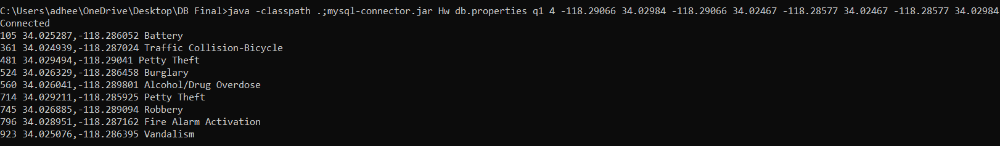 C:\Users\adhee\OneDrive\Desktop\DB Final>java -classpath .;mysql-connector.jar Hw db.properties q1 4 -118.29066 34.02984 -118.29066 34.02467 -118.28577 34.02467 -118.28577 34.02984
Connected
105 34.025287,-118.286052 Battery
361 34.024939,-118.287024 Traffic Collision-Bicycle
481 34.029494,-118.29041 Petty Theft
524 34.026329,-118.286458 Burglary
560 34.026041,-118.289801 Alcohol/Drug Overdose
714 34.029211,-118.285925 Petty Theft
745 34.026885,-118.289094 Robbery
796 34.028951,-118.287162 Fire Alarm Activation
923 34.025076,-118.286395 Vandalism